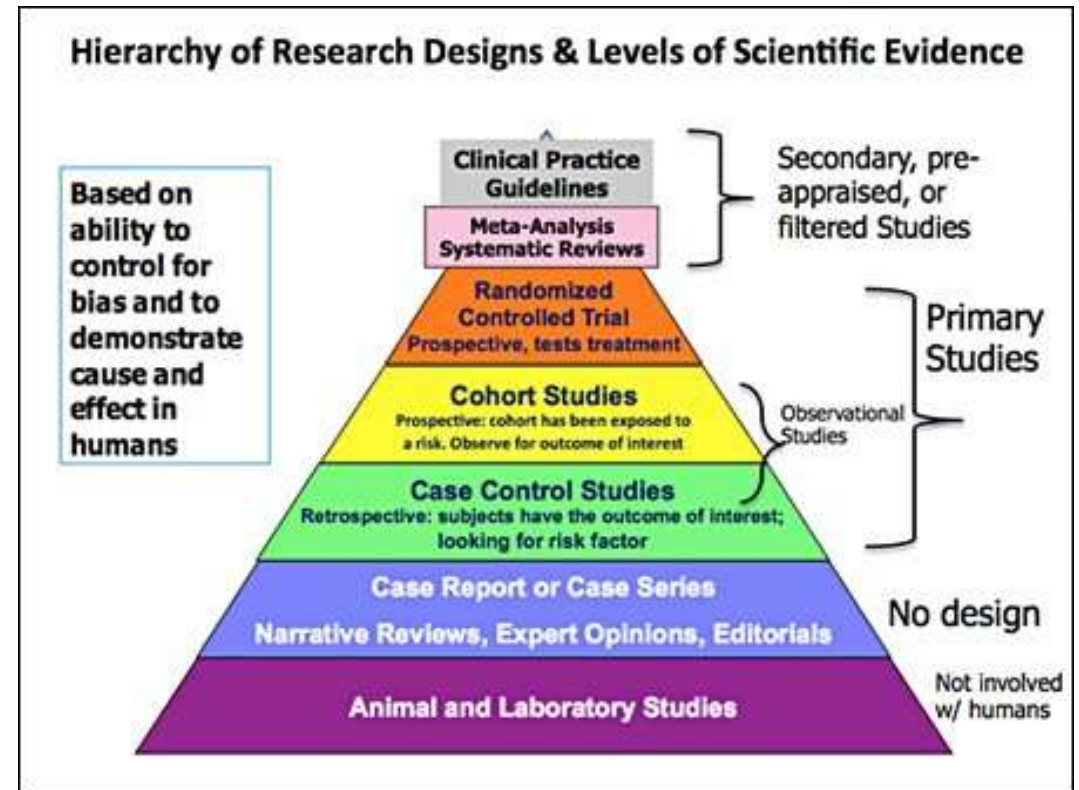 Hierarchy of Research Designs & Levels of Scientific Evidence
Based on
ability to
control for
bias and to
demonstrate
cause and
effect in
humans
Clinical Practice
Guidelines
Meta-Analysis
Systematic Reviews
Secondary, pre-
appraised, or
filtered Studies
Randomized
Controlled Trial
Prospective, tests treatment
Primary
Studies
Cohort Studies
Prospective: cohort has been exposed to
a risk. Observe for outcome of interest
Observational
Studies
Case Control Studies
Retrospective: subjects have the outcome of interest;
looking for risk factor
Case Report or Case Series
Narrative Reviews, Expert Opinions, Editorials
No design
Animal and Laboratory Studies
Not involved
w/ humans